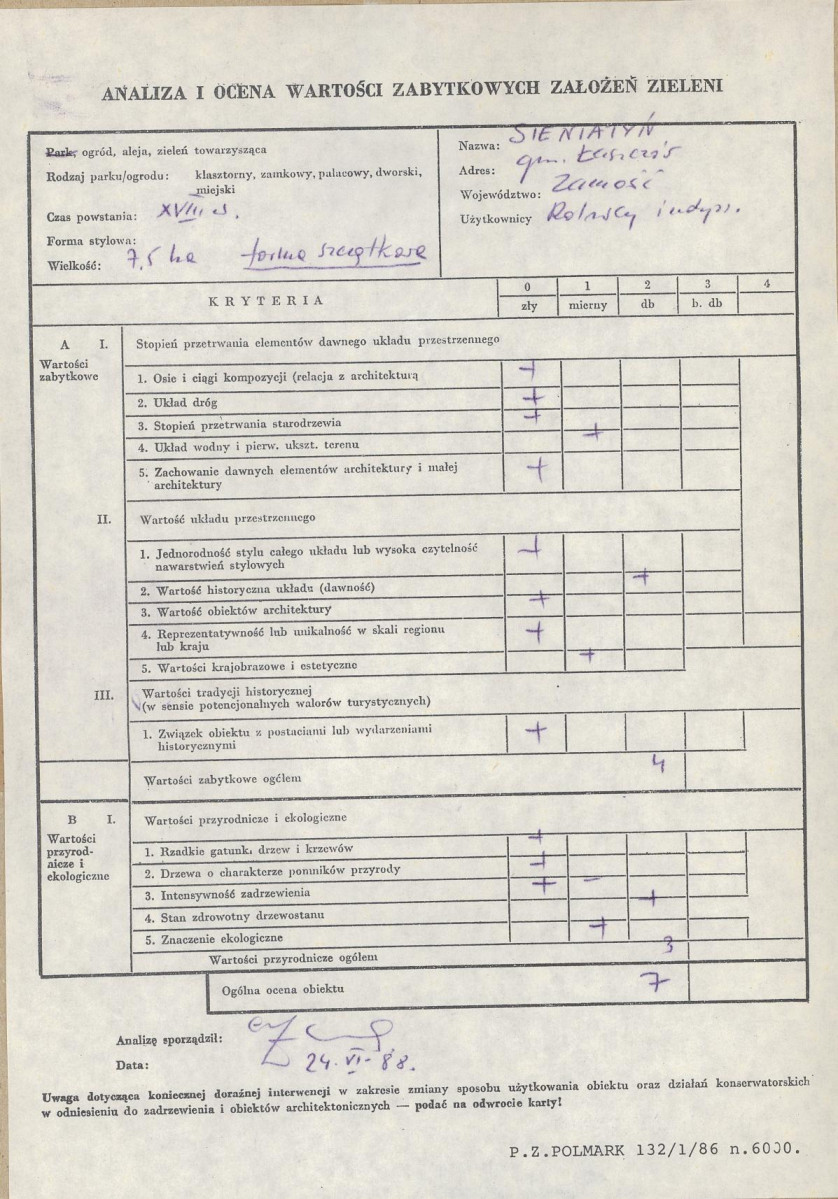 ANALIZA I OCENA WARTOŚCI ZABYTKOWYCH ZAŁOŻEŃ ZIELENI
Park, ogród, aleja, zieleń towarzysząca
Rodzaj parku/ogrodu: klasztorny, zamkowy, pałacowy, dworski, miejski
Czas powstania: XVIII w.
Forma stylowa: forma szczątkowa
Wielkość: 7,5 ha
Nazwa: SIENIATYŃ
Adres: gm. Łaszczów
Województwo: Zamość
Użytkownicy Rolnicy indyw.
KRYTERIA
0 1 2 3 4
zły mierny db b. db
A I. Stopień przetrwania elementów dawnego układu przestrzennego
Wartości
zabytkowe
1. Osie i ciągi kompozycji (relacja z architekturą +
2. Układ dróg +
3. Stopień przetrwania starodrzewia +
4. Układ wodny i pierw. ukszt. terenu +
5. Zachowanie dawnych elementów architektury i małej
architektury +
II. Wartość układu przestrzennego
1. Jednorodność stylu całego układu lub wysoka czytelność
nawarstwień stylowych +
2. Wartość historyczna układu (dawność) +
3. Wartość obiektów architektury +
4. Reprezentatywność lub unikalność w skali regionu
lub kraju +
5. Wartości krajobrazowe i estetyczne +
III. Wartości tradycji historycznej
(w sensie potencjonalnych walorów turystycznych)
1. Związek obiektu z postaciami lub wydarzeniami
historycznymi +
Wartości zabytkowe ogółem 4
B I. Wartości przyrodnicze i ekologiczne
Wartości
przyrod-
nicze i
ekologiczne
1. Rzadkie gatunki drzew i krzewów +
2. Drzewa o charakterze pomników przyrody +
3. Intensywność zadrzewienia + –
4. Stan zdrowotny drzewostanu +
5. Znaczenie ekologiczne +
Wartości przyrodnicze ogółem 3
Ogólna ocena obiektu 7
Analizę sporządził:
Data: 24. VI. 88.
Uwaga dotycząca koniecznej doraźnej interwencji w zakresie zmiany sposobu użytkowania obiektu oraz działań konserwatorskich
w odniesieniu do zadrzewienia i obiektów architektonicznych — podać na odwrocie karty!
P.Z.POLMARK 132/1/86 n.6000.